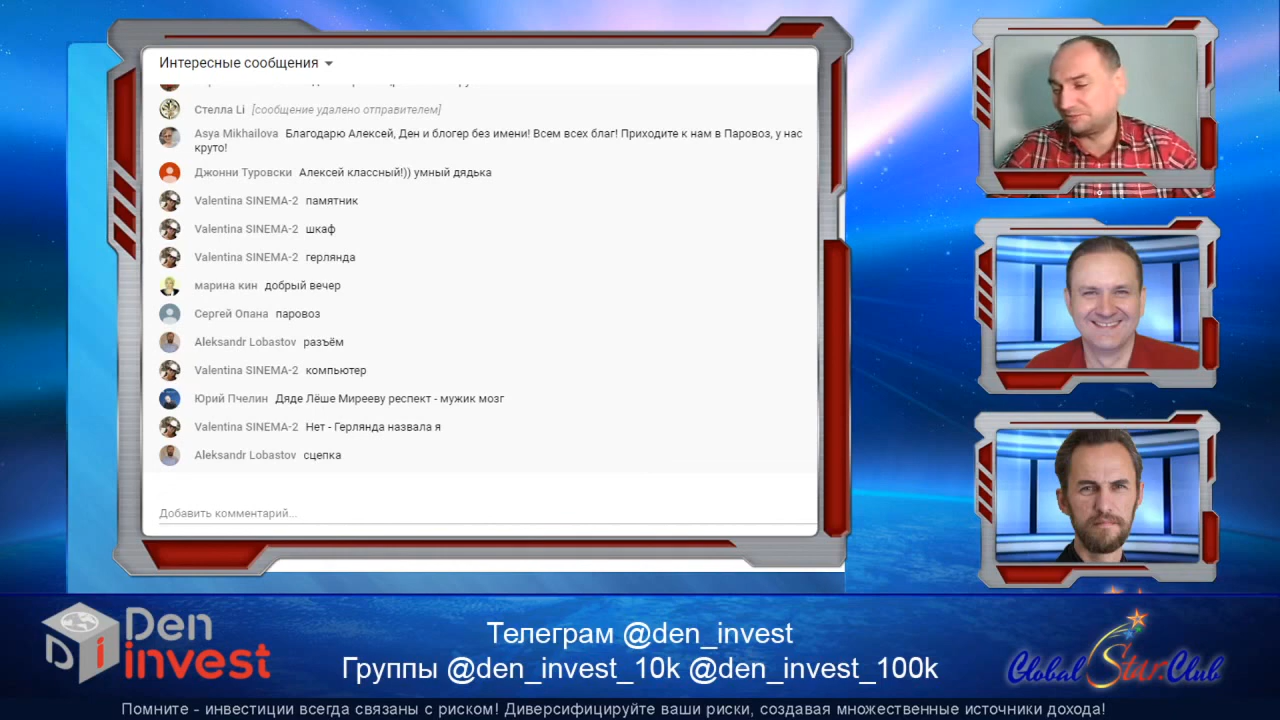 Интересные сообщения
Стелла Li [сообщение удалено отправителем]
Asya Mikhailova Благодарю Алексей, Ден и блогер без имени! Всем всех благ! Приходите к нам в Паровоз, у нас
круто!
Джонни Туровски Алексей классный!)) умный дядька
Valentina SINEMA-2 памятник
Valentina SINEMA-2 шкаф
Valentina SINEMA-2 герлянда
марина кин добрый вечер
Сергей Опана паровоз
Aleksandr Lobastov разъём
Valentina SINEMA-2 компьютер
Юрий Пчелин Дяде Лёше Мирееву респект - мужик мозг
Valentina SINEMA-2 Нет - Герлянда назвала я
Aleksandr Lobastov сцепка
Добавить комментарий...
Den
invest
Di
Телеграм @den_invest
Группы @den_invest_10k @den_invest_100k
Global Star Club
Помните - инвестиции всегда связаны с риском! Диверсифицируйте ваши риски, создавая множественные источники дохода!